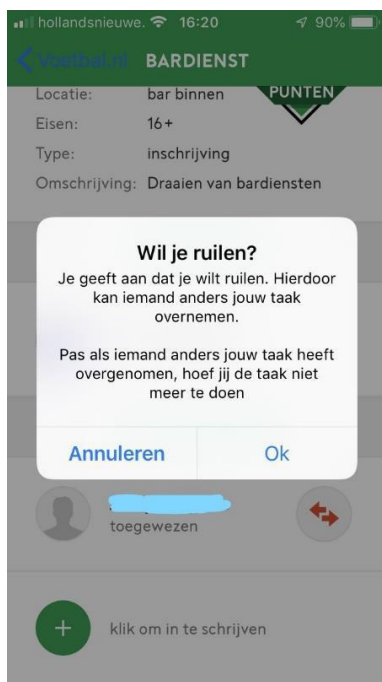 hollandsnieuwe. 16:20 90%
Voetbal.nl BARDIENST
Locatie: bar binnen PUNTEN
Eisen: 16+
Type: inschrijving
Omschrijving: Draaien van bardiensten
Wil je ruilen?
Je geeft aan dat je wilt ruilen. Hierdoor
kan iemand anders jouw taak
overnemen.
Pas als iemand anders jouw taak heeft
overgenomen, hoef jij de taak niet
meer te doen
Annuleren Ok
toegewezen
+ klik om in te schrijven